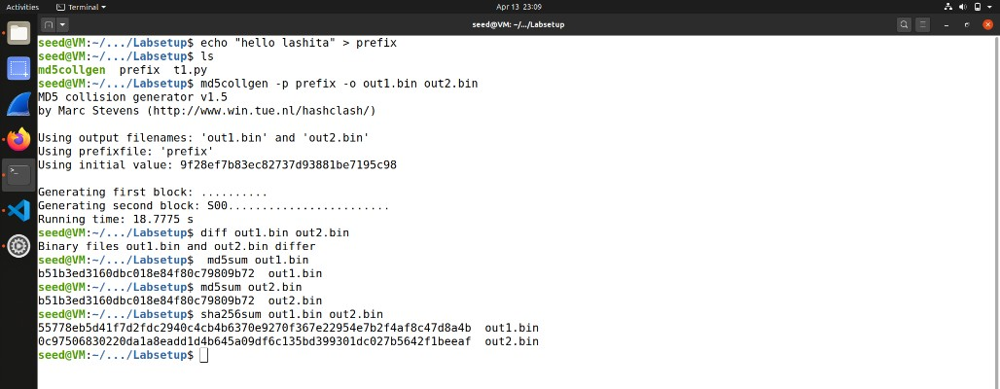 Activities
Terminal
Apr 13 23:09
seed@VM: ~/.../Labsetup
seed@VM:~/.../Labsetup$ echo "hello lashita" > prefix
seed@VM:~/.../Labsetup$ ls
md5collgen  prefix  t1.py
seed@VM:~/.../Labsetup$ md5collgen -p prefix -o out1.bin out2.bin
MD5 collision generator v1.5
by Marc Stevens (http://www.win.tue.nl/hashclash/)
Using output filenames: 'out1.bin' and 'out2.bin'
Using prefixfile: 'prefix'
Using initial value: 9f28ef7b83ec82737d93881be7195c98
Generating first block: ..........
Generating second block: S00........................
Running time: 18.7775 s
seed@VM:~/.../Labsetup$ diff out1.bin out2.bin
Binary files out1.bin and out2.bin differ
seed@VM:~/.../Labsetup$  md5sum out1.bin
b51b3ed3160dbc018e84f80c79809b72  out1.bin
seed@VM:~/.../Labsetup$ md5sum out2.bin
b51b3ed3160dbc018e84f80c79809b72  out2.bin
seed@VM:~/.../Labsetup$ sha256sum out1.bin out2.bin
55778eb5d41f7d2fdc2940c4cb4b6370e9270f367e22954e7b2f4af8c47d8a4b  out1.bin
0c97506830220da1a8eadd1d4b645a09df6c135bd399301dc027b5642f1beeaf  out2.bin
seed@VM:~/.../Labsetup$